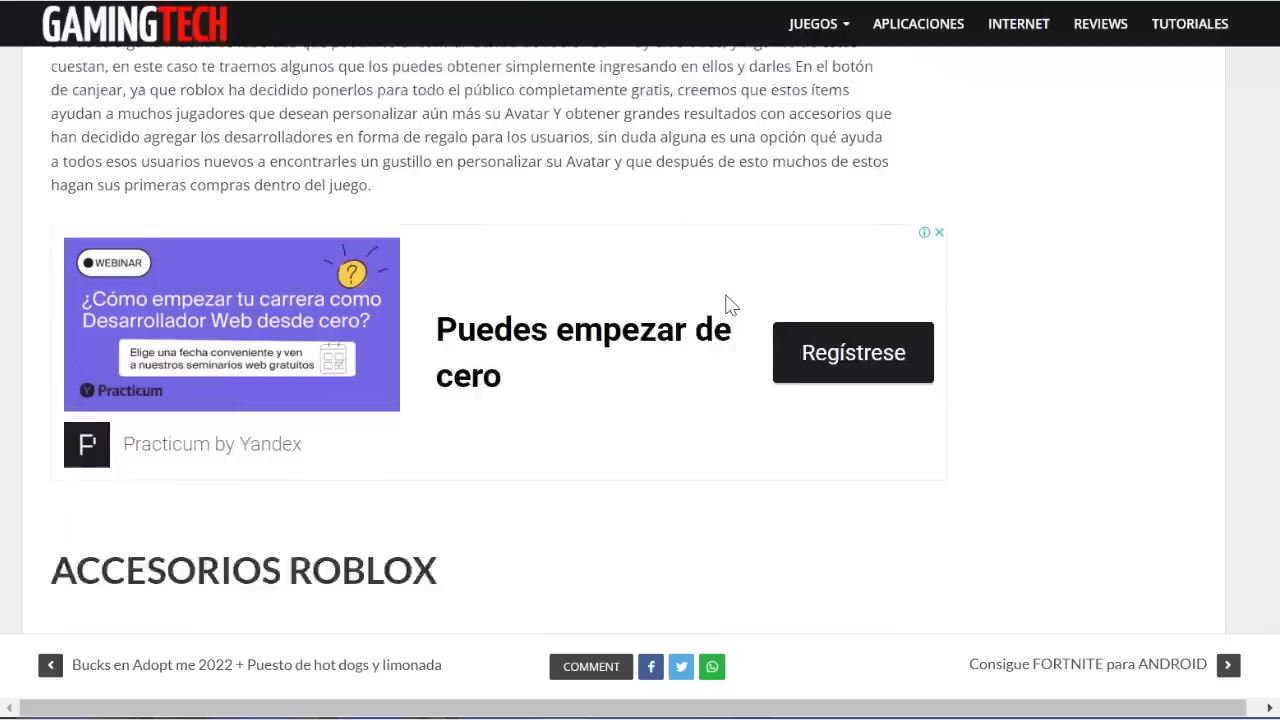 GAMINGTECH
JUEGOS
APLICACIONES
INTERNET
REVIEWS
TUTORIALES
cuestan, en este caso te traemos algunos que los puedes obtener simplemente ingresando en ellos y darles En el botón
de canjear, ya que roblox ha decidido ponerlos para todo el público completamente gratis, creemos que estos ítems
ayudan a muchos jugadores que desean personalizar aún más su Avatar Y obtener grandes resultados con accesorios que
han decidido agregar los desarrolladores en forma de regalo para los usuarios, sin duda alguna es una opción qué ayuda
a todos esos usuarios nuevos a encontrarles un gustillo en personalizar su Avatar y que después de esto muchos de estos
hagan sus primeras compras dentro del juego.
WEBINAR
¿Cómo empezar tu carrera como
Desarrollador Web desde cero?
Elige una fecha conveniente y ven
a nuestros seminarios web gratuitos
Practicum
Puedes empezar de
cero
Regístrese
Practicum by Yandex
ACCESORIOS ROBLOX
Bucks en Adopt me 2022 + Puesto de hot dogs y limonada
COMMENT
Consigue FORTNITE para ANDROID